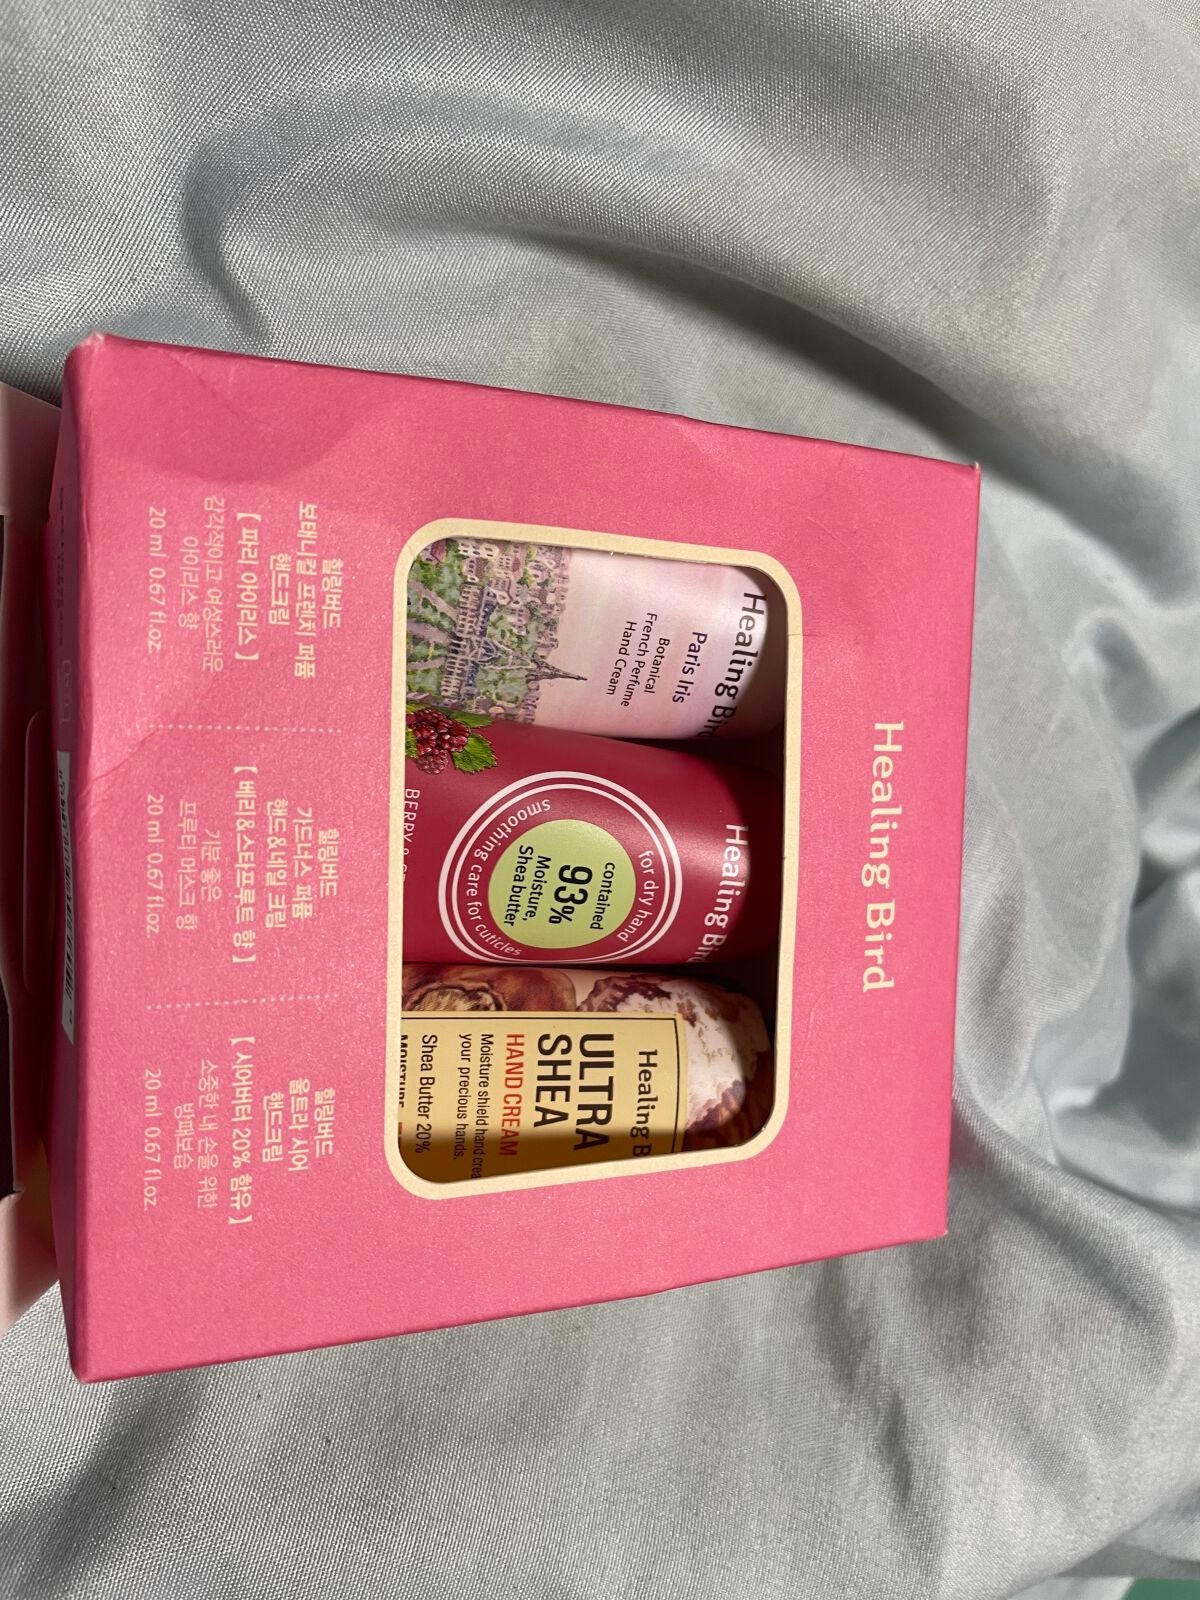 Healing Bird
Healing Bird
Paris Iris
Botanical
French Perfume
Hand Cream
Healing Bird
for dry hand
contained
93%
Moisture,
Shea butter
smoothing care for cuticles
BERRY &
Healing B
ULTRA
SHEA
HAND CREAM
Moisture shield hand crea
your precious hands.
Shea Butter 20%
MOISTURE
힐링버드
보태니컬 프렌치 퍼퓸
핸드크림
[ 파리 아이리스 ]
감각적이고 여성스러운
아이리스 향
20 ml 0.67 fl.oz.
힐링버드
가드너스 퍼퓸
핸드&네일 크림
[ 베리&스타프루트 향 ]
기분 좋은
프루티 머스크 향
20 ml 0.67 fl.oz.
힐링버드
울트라 시어
핸드크림
[ 시어버터 20% 함유 ]
소중한 내 손을 위한
방패보습
20 ml 0.67 fl.oz.